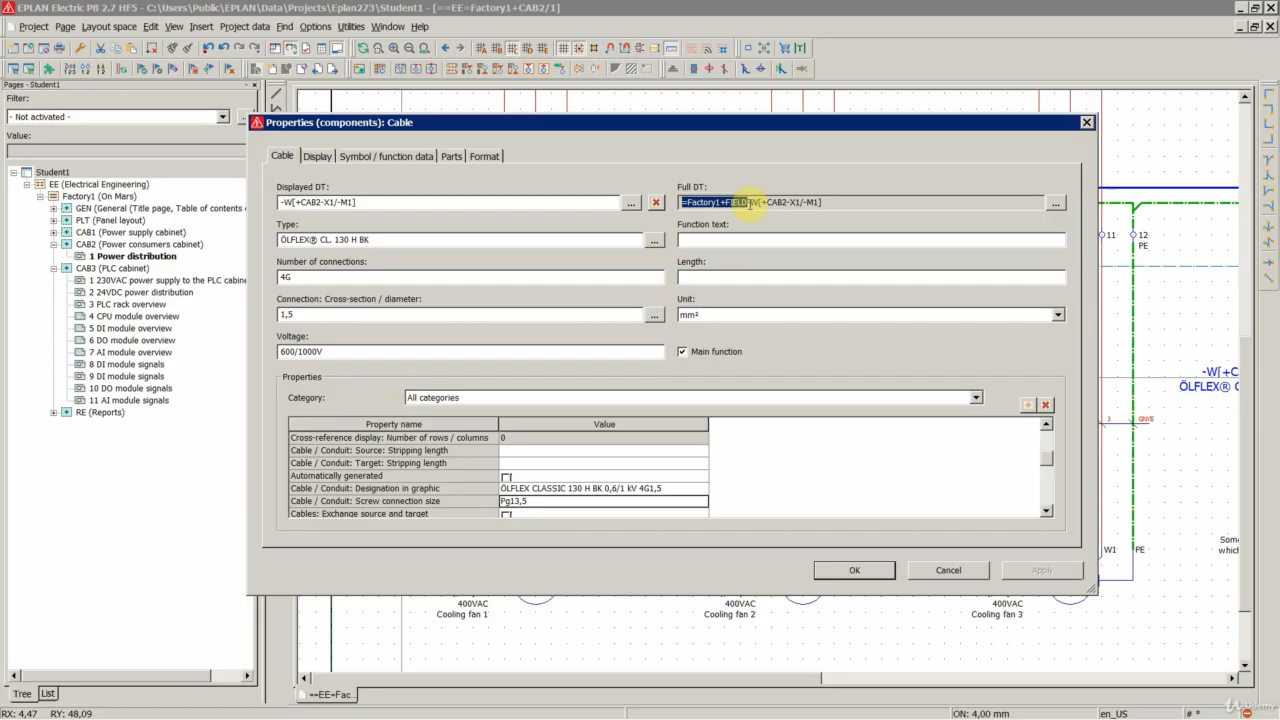 EPLAN Electric P8 2.7 HF5 - C:\Users\Public\EPLAN\Data\Projects\Eplan273\Student1 - [==EE=Factory1+CAB2/1]
Project Page Layout space Edit View Insert Project data Find Options Utilities Window Help
Pages - Student1
Filter:
- Not activated -
Value:
Student1
EE (Electrical Engineering)
Factory1 (On Mars)
GEN (General (Title page, Table of contents
PLT (Panel layout)
CAB1 (Power supply cabinet)
CAB2 (Power consumers cabinet)
1 Power distribution
CAB3 (PLC cabinet)
1 230VAC power supply to the PLC cabine
2 24VDC power distribution
3 PLC rack overview
4 CPU module overview
5 DI module overview
6 DO module overview
7 AI module overview
8 DI module signals
9 DI module signals
10 DO module signals
11 AI module signals
RE (Reports)
Tree List
Properties (components): Cable
Cable Display Symbol / function data Parts Format
Displayed DT: Full DT:
-W[+CAB2-X1/-M1] ... =Factory1+FIELD-W[+CAB2-X1/-M1] ...
Type: Function text:
ÖLFLEX® CL. 130 H BK ...
Number of connections: Length:
4G
Connection: Cross-section / diameter: Unit:
1,5 ... mm²
Voltage:
600/1000V Main function
Properties
Category: All categories
Property name Value
Cross-reference display: Number of rows / columns 0
Cable / Conduit: Source: Stripping length
Cable / Conduit: Target: Stripping length
Automatically generated
Cable / Conduit: Designation in graphic ÖLFLEX CLASSIC 130 H BK 0,6/1 kV 4G1,5
Cable / Conduit: Screw connection size Pg13,5
Cables: Exchange source and target
OK Cancel Apply
11 12
PE
-W[+CAB2-
ÖLFLEX® C
3 GNYE
W1 PE
Some
which
400VAC 400VAC 400VAC
Cooling fan 1 Cooling fan 2 Cooling fan 3
==EE=Fac...
RX: 4,47 RY: 48,09 ON: 4,00 mm en_US # *
Udemy